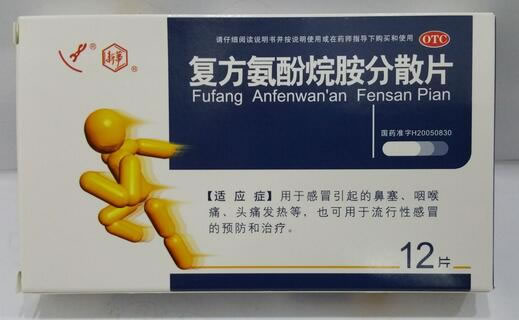 请仔细阅读说明书并按说明使用或在药师指导下购买和使用
OTC
新华
®
®
复方氨酚烷胺分散片
Fufang Anfenwan'an Fensan Pian
国药准字H20050830
【适应症】用于感冒引起的鼻塞、咽喉
痛、头痛发热等，也可用于流行性感冒
的预防和治疗。
12片